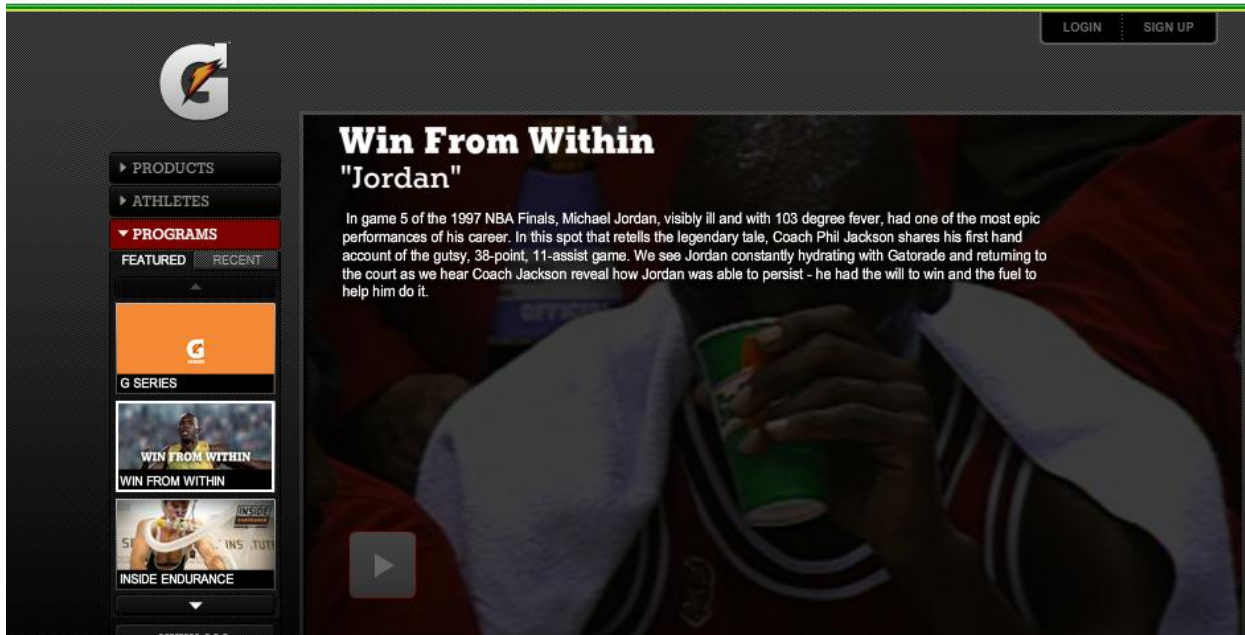 LOGIN
SIGN UP
G
Win From Within
"Jordan"
In game 5 of the 1997 NBA Finals, Michael Jordan, visibly ill and with 103 degree fever, had one of the most epic
performances of his career. In this spot that retells the legendary tale, Coach Phil Jackson shares his first hand
account of the gutsy, 38-point, 11-assist game. We see Jordan constantly hydrating with Gatorade and returning to
the court as we hear Coach Jackson reveal how Jordan was able to persist - he had the will to win and the fuel to
help him do it.
PRODUCTS
ATHLETES
PROGRAMS
FEATURED
RECENT
G
G SERIES
WIN FROM WITHIN
WIN FROM WITHIN
INSIDE
INSIDE ENDURANCE